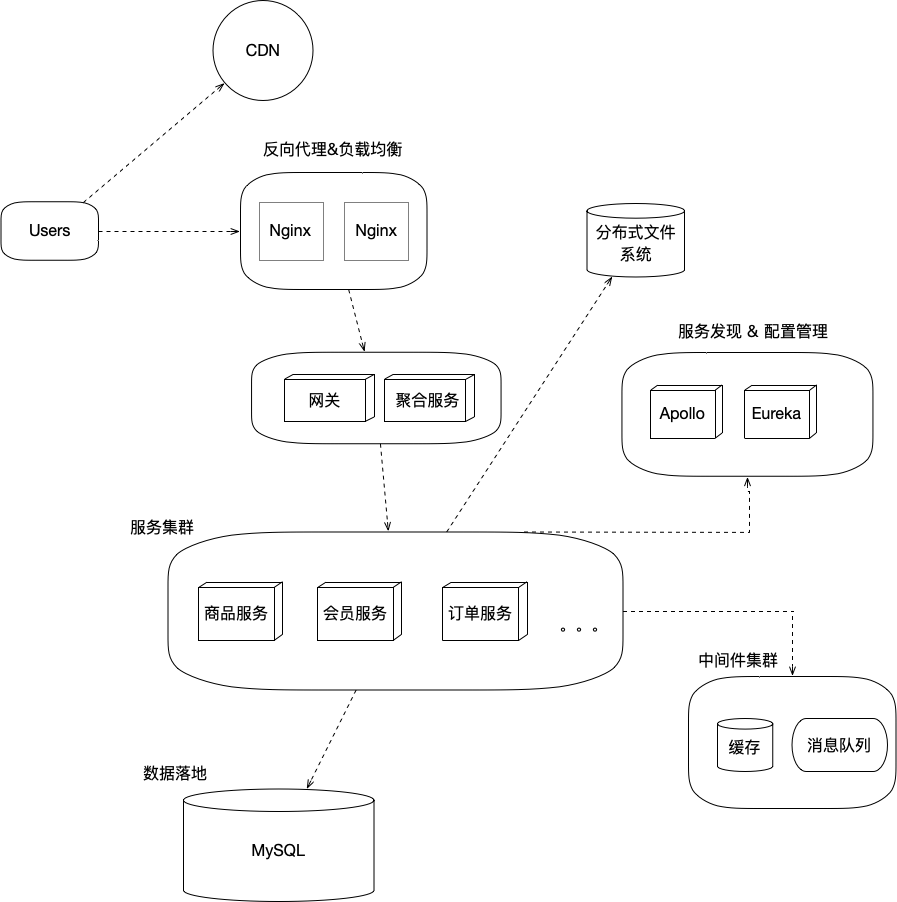 CDN
反向代理&负载均衡
Users
Nginx
Nginx
分布式文件
系统
服务发现 & 配置管理
网关
聚合服务
Apollo
Eureka
服务集群
商品服务
会员服务
订单服务
。。。
中间件集群
缓存
消息队列
数据落地
MySQL